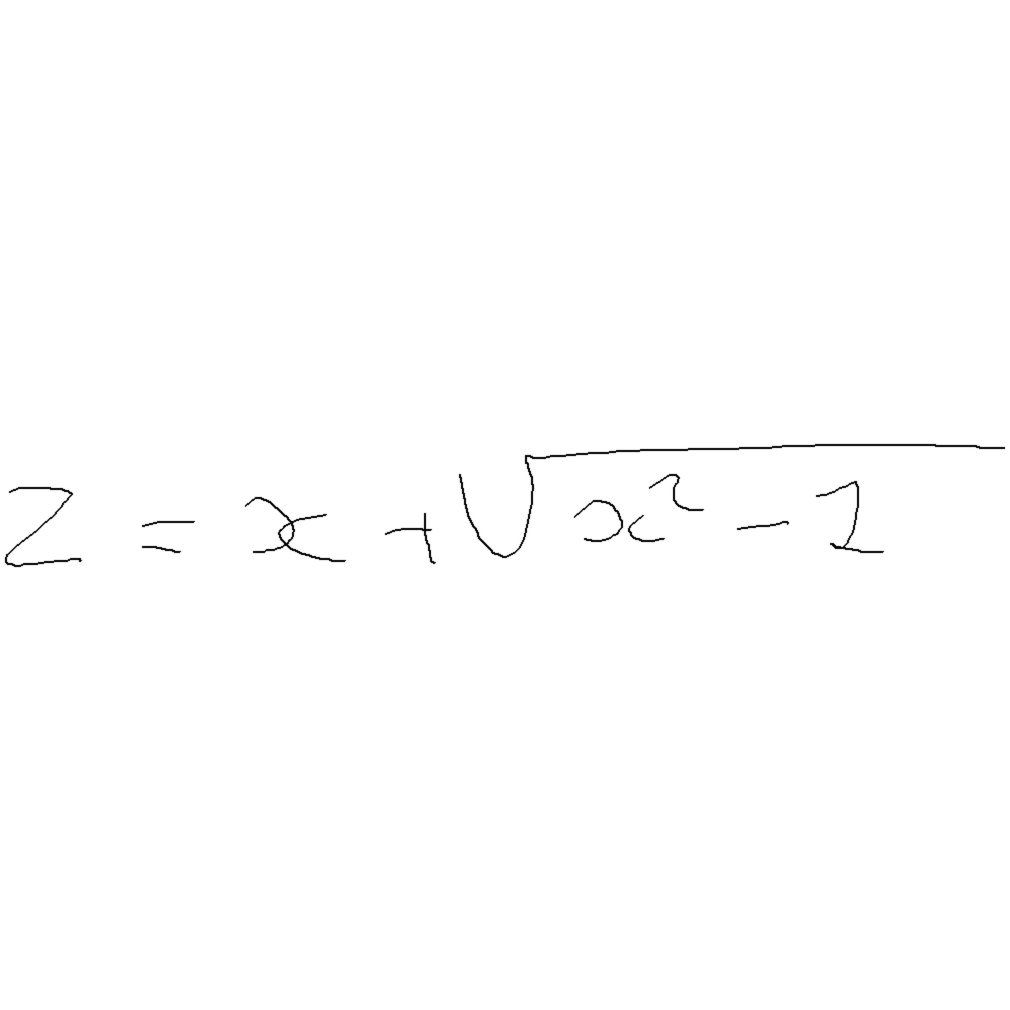 z = x + √(x² - 1)